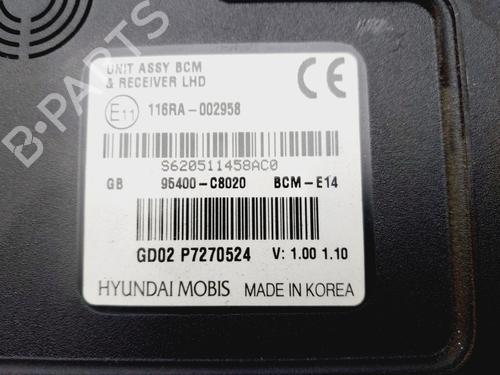 B-PARTS
UNIT ASSY BCM
& RECEIVER LHD
CE
E11 116RA-002958
S620511458AC0
GB 95400-C8020 BCM-E14
GD02 P7270524 V: 1.00 1.10
HYUNDAI MOBIS MADE IN KOREA